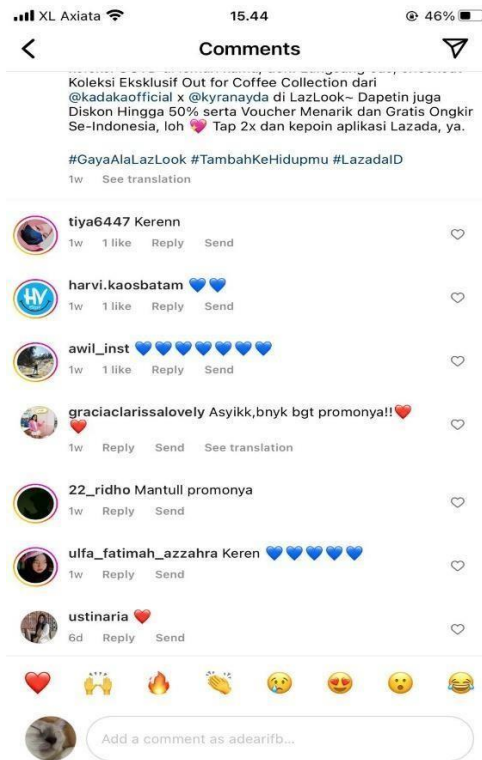 XL Axiata 15.44 46%
Comments
Koleksi Eksklusif Out for Coffee Collection dari
@kadakaofficial x @kyranayda di LazLook~ Dapetin juga
Diskon Hingga 50% serta Voucher Menarik dan Gratis Ongkir
Se-Indonesia, loh 💖 Tap 2x dan kepoin aplikasi Lazada, ya.
#GayaAlaLazLook #TambahKeHidupmu #LazadaID
1w See translation
tiya6447 Kerenn
1w 1 like Reply Send
harvi.kaosbatam 💙💙
HV
1w 1 like Reply Send
awil_inst 💙💙💙💙💙💙💙
1w 1 like Reply Send
graciaclarissalovely Asyikk,bnyk bgt promonya!!❤️
❤️
1w Reply Send See translation
22_ridho Mantull promonya
1w Reply Send
ulfa_fatimah_azzahra Keren 💙💙💙💙💙
1w Reply Send
ustinaria ❤️
6d Reply Send
❤️ 🙌 🔥 👏 😢 😍 😮 😂
Add a comment as adearifb...